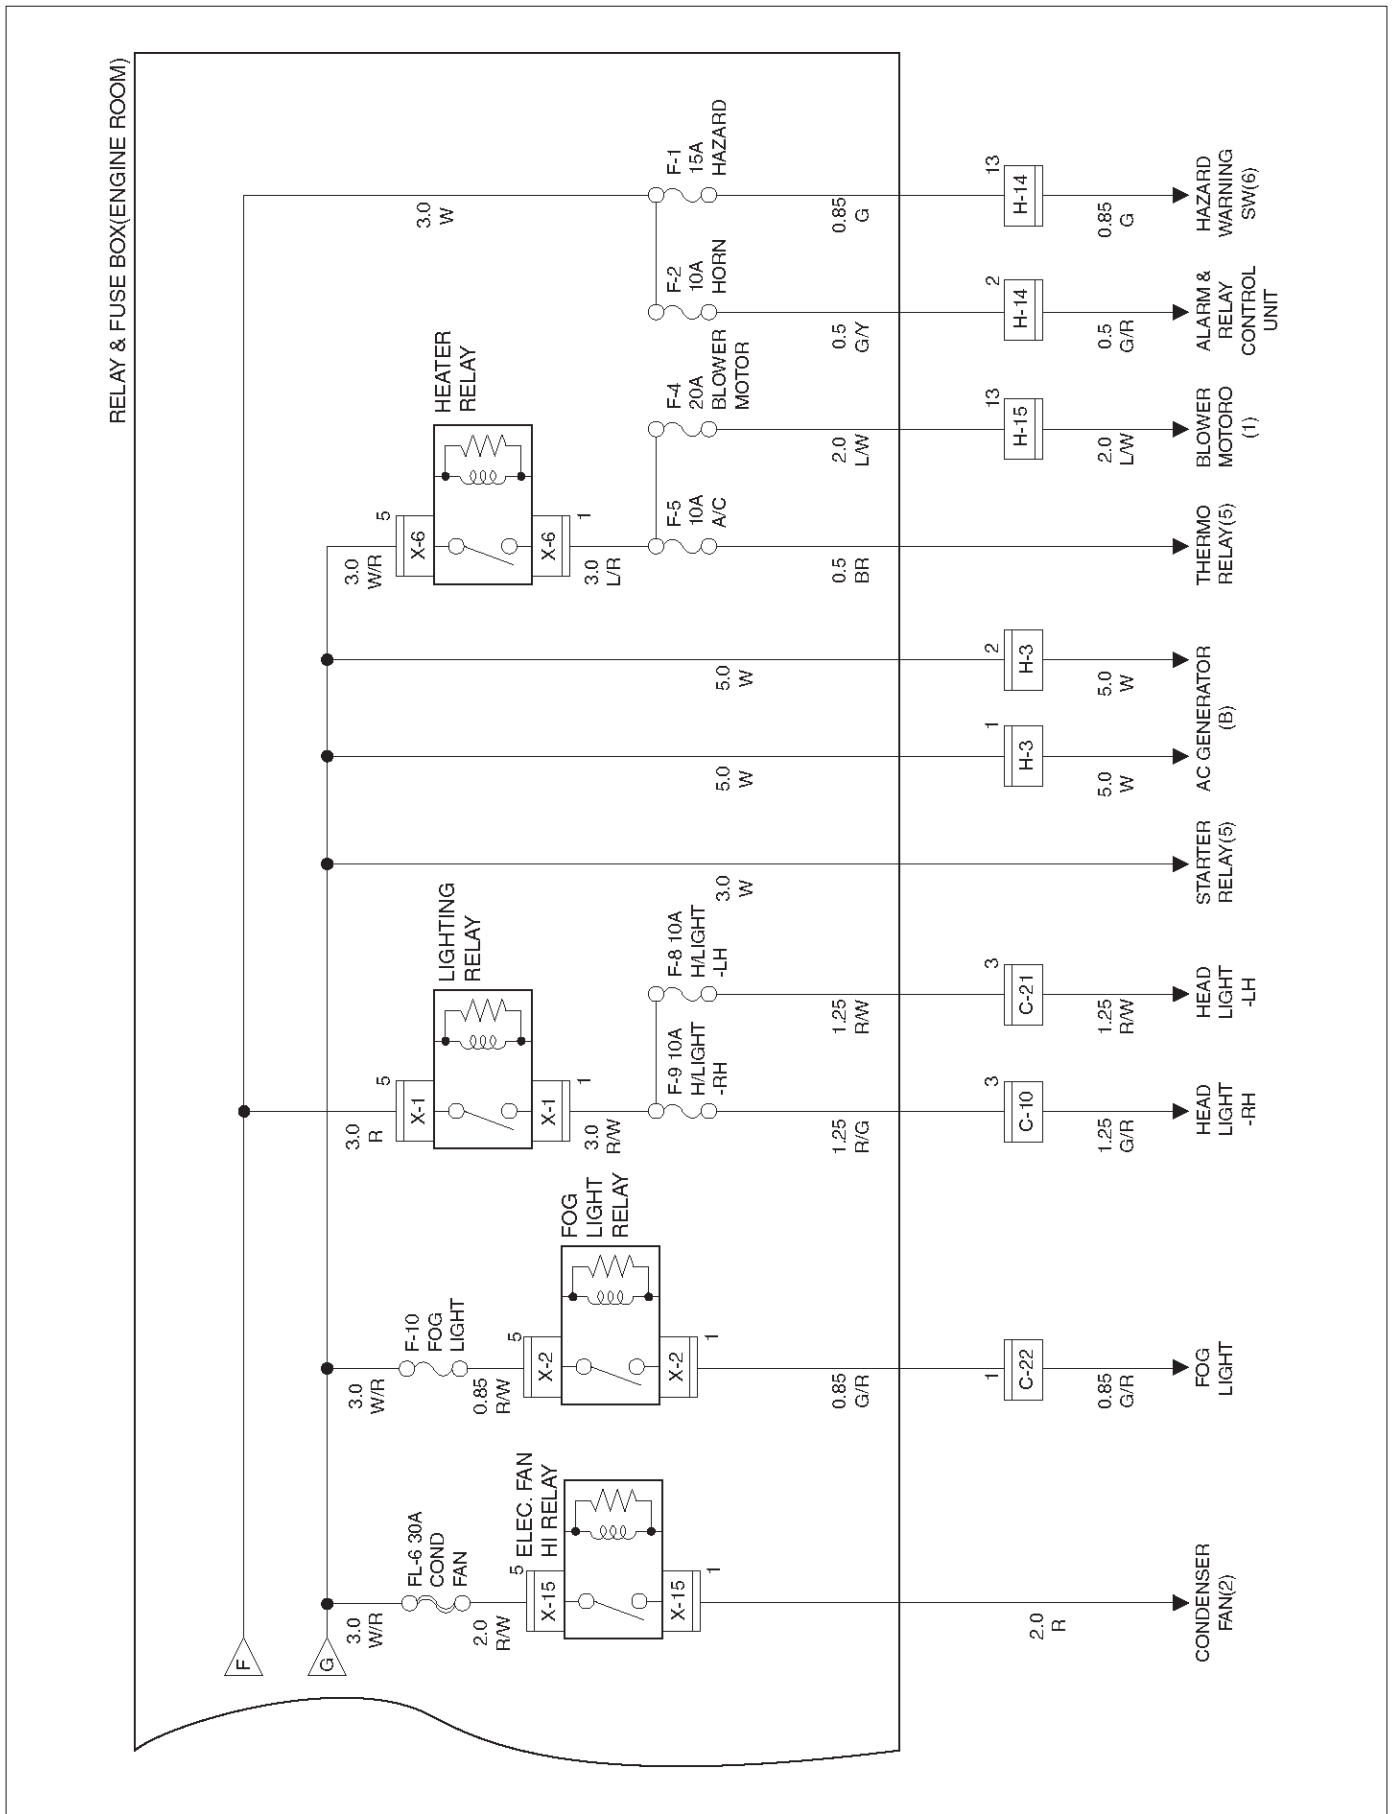 RELAY & FUSE BOX(ENGINE ROOM)
F
G
3.0
W/R
FL-6 30A
COND
FAN
2.0
R/W
5
X-15
ELEC. FAN
HI RELAY
X-15
1
2.0
R
CONDENSER
FAN(2)
3.0
W/R
F-10
FOG
LIGHT
0.85
R/W
5
X-2
FOG
LIGHT
RELAY
X-2
1
0.85
G/R
1
C-22
0.85
G/R
FOG
LIGHT
3.0
R
5
X-1
LIGHTING
RELAY
X-1
1
3.0
R/W
F-9 10A
H/LIGHT
-RH
1.25
R/G
3
C-10
1.25
G/R
HEAD
LIGHT
-RH
F-8 10A
H/LIGHT
-LH
1.25
R/W
3
C-21
1.25
R/W
HEAD
LIGHT
-LH
3.0
W
STARTER
RELAY(5)
5.0
W
1
H-3
5.0
W
5.0
W
2
H-3
5.0
W
AC GENERATOR
(B)
3.0
W/R
5
X-6
HEATER
RELAY
X-6
1
3.0
L/R
F-5
10A
A/C
0.5
BR
THERMO
RELAY(5)
F-4
20A
BLOWER
MOTOR
2.0
L/W
13
H-15
2.0
L/W
BLOWER
MOTORO
(1)
F-2
10A
HORN
0.5
G/Y
2
H-14
0.5
G/R
ALARM &
RELAY
CONTROL
UNIT
3.0
W
F-1
15A
HAZARD
0.85
G
13
H-14
0.85
G
HAZARD
WARNING
SW(6)